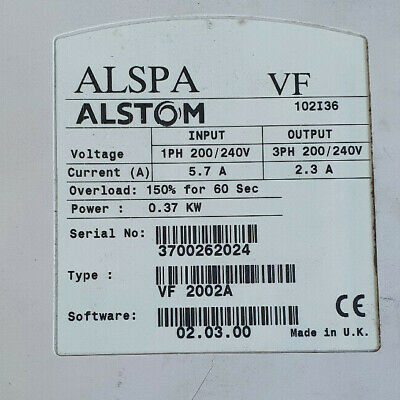 ALSPA VF
ALSTOM 102I36
INPUT OUTPUT
Voltage 1PH 200/240V 3PH 200/240V
Current (A) 5.7 A 2.3 A
Overload: 150% for 60 Sec
Power : 0.37 KW
Serial No:
3700262024
Type :
VF 2002A
Software:
02.03.00
CE
Made in U.K.